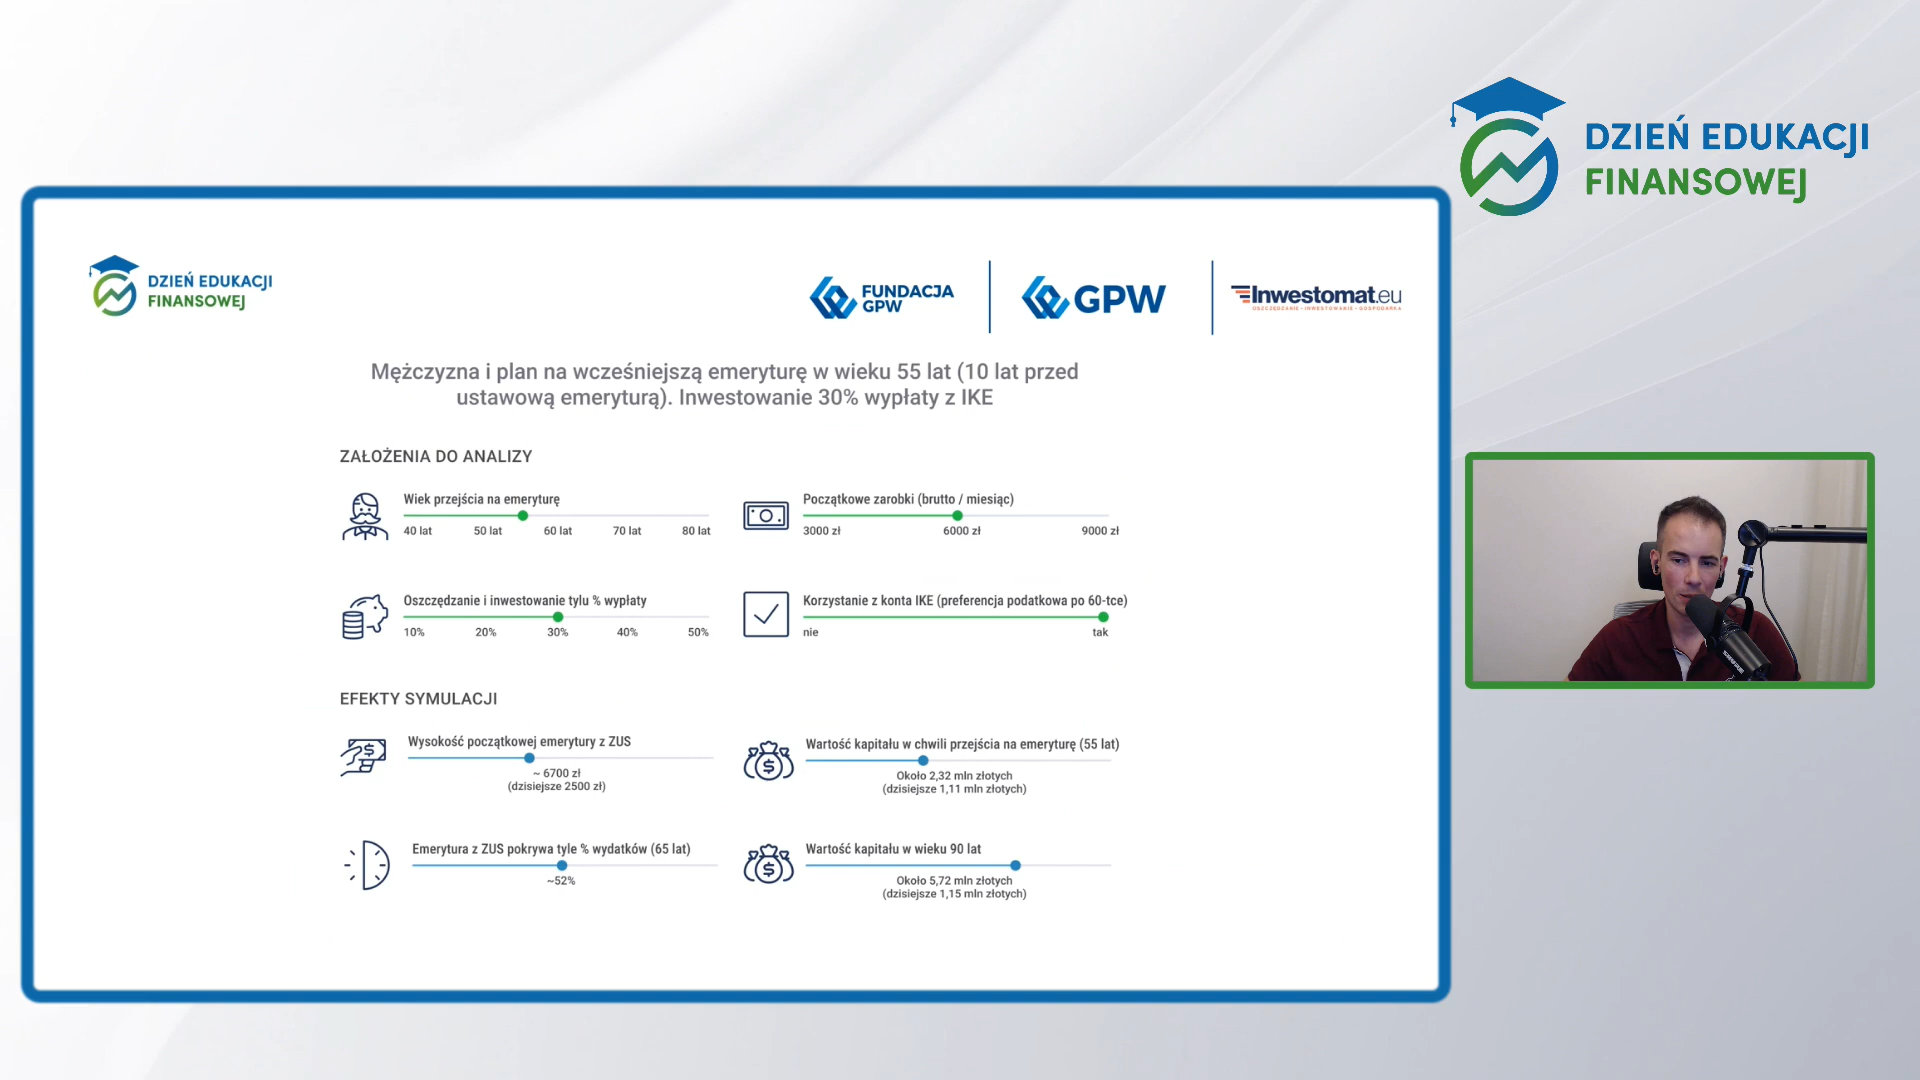 DZIEŃ EDUKACJI
FINANSOWEJ
DZIEŃ EDUKACJI
FINANSOWEJ
FUNDACJA
GPW
GPW
Inwestomat.eu
OSZCZĘDZANIE • INWESTOWANIE • GOSPODARKA
Mężczyzna i plan na wcześniejszą emeryturę w wieku 55 lat (10 lat przed
ustawową emeryturą). Inwestowanie 30% wypłaty z IKE
ZAŁOŻENIA DO ANALIZY
Wiek przejścia na emeryturę
40 lat 50 lat 60 lat 70 lat 80 lat
Początkowe zarobki (brutto / miesiąc)
3000 zł 6000 zł 9000 zł
Oszczędzanie i inwestowanie tylu % wypłaty
10% 20% 30% 40% 50%
Korzystanie z konta IKE (preferencja podatkowa po 60-tce)
nie tak
EFEKTY SYMULACJI
Wysokość początkowej emerytury z ZUS
~ 6700 zł
(dzisiejsze 2500 zł)
Wartość kapitału w chwili przejścia na emeryturę (55 lat)
Około 2,32 mln złotych
(dzisiejsze 1,11 mln złotych)
Emerytura z ZUS pokrywa tyle % wydatków (65 lat)
~52%
Wartość kapitału w wieku 90 lat
Około 5,72 mln złotych
(dzisiejsze 1,15 mln złotych)
SHURE